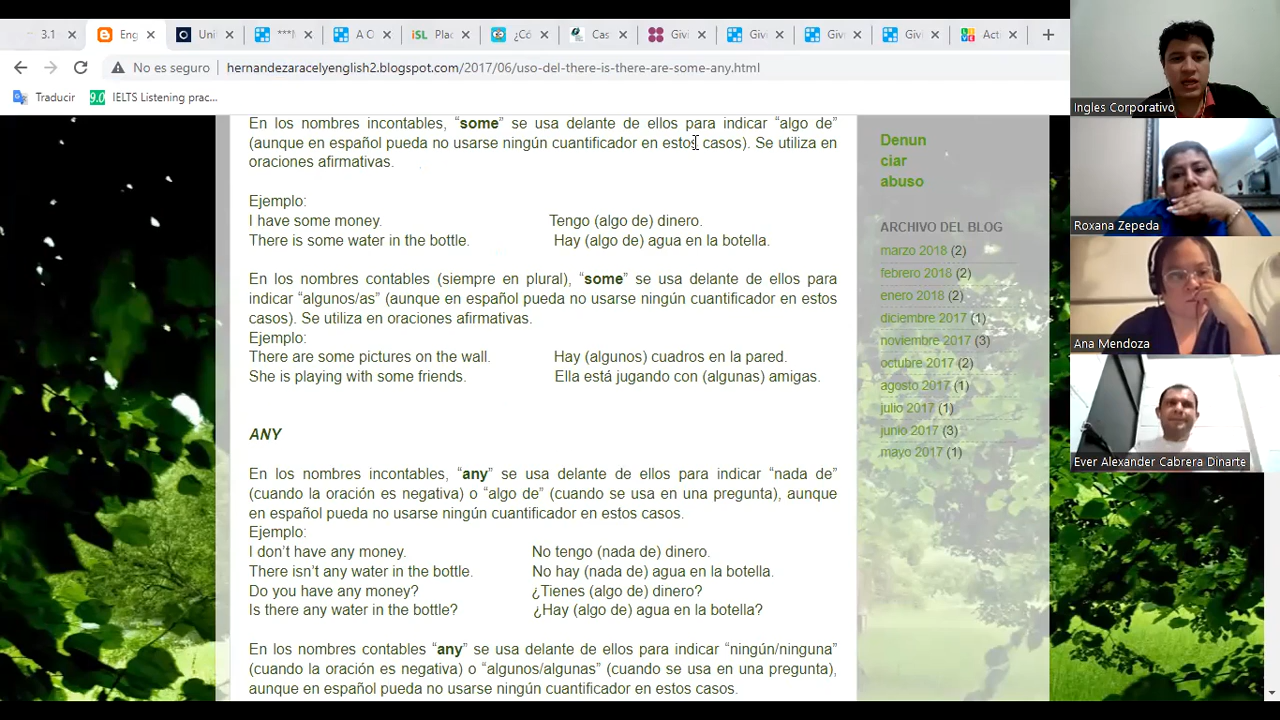 3.1
Eng
Uni
***I
A C
iSL Plac
¿Có
Cas
Givi
Give
Give
Givi
Acti
No es seguro
hernandezaracelyenglish2.blogspot.com/2017/06/uso-del-there-is-there-are-some-any.html
Traducir
9.0 IELTS Listening prac...
En los nombres incontables, “some” se usa delante de ellos para indicar “algo de”
(aunque en español pueda no usarse ningún cuantificador en estos casos). Se utiliza en
oraciones afirmativas.
Ejemplo:
I have some money. Tengo (algo de) dinero.
There is some water in the bottle. Hay (algo de) agua en la botella.
En los nombres contables (siempre en plural), “some” se usa delante de ellos para
indicar “algunos/as” (aunque en español pueda no usarse ningún cuantificador en estos
casos). Se utiliza en oraciones afirmativas.
Ejemplo:
There are some pictures on the wall. Hay (algunos) cuadros en la pared.
She is playing with some friends. Ella está jugando con (algunas) amigas.
ANY
En los nombres incontables, “any” se usa delante de ellos para indicar “nada de”
(cuando la oración es negativa) o “algo de” (cuando se usa en una pregunta), aunque
en español pueda no usarse ningún cuantificador en estos casos.
Ejemplo:
I don’t have any money. No tengo (nada de) dinero.
There isn’t any water in the bottle. No hay (nada de) agua en la botella.
Do you have any money? ¿Tienes (algo de) dinero?
Is there any water in the bottle? ¿Hay (algo de) agua en la botella?
En los nombres contables “any” se usa delante de ellos para indicar “ningún/ninguna”
(cuando la oración es negativa) o “algunos/algunas” (cuando se usa en una pregunta),
aunque en español pueda no usarse ningún cuantificador en estos casos.
Denun
ciar
abuso
ARCHIVO DEL BLOG
marzo 2018 (2)
febrero 2018 (2)
enero 2018 (2)
diciembre 2017 (1)
noviembre 2017 (3)
octubre 2017 (2)
agosto 2017 (1)
julio 2017 (1)
junio 2017 (3)
mayo 2017 (1)
Ingles Corporativo
Roxana Zepeda
Ana Mendoza
Ever Alexander Cabrera Dinarte